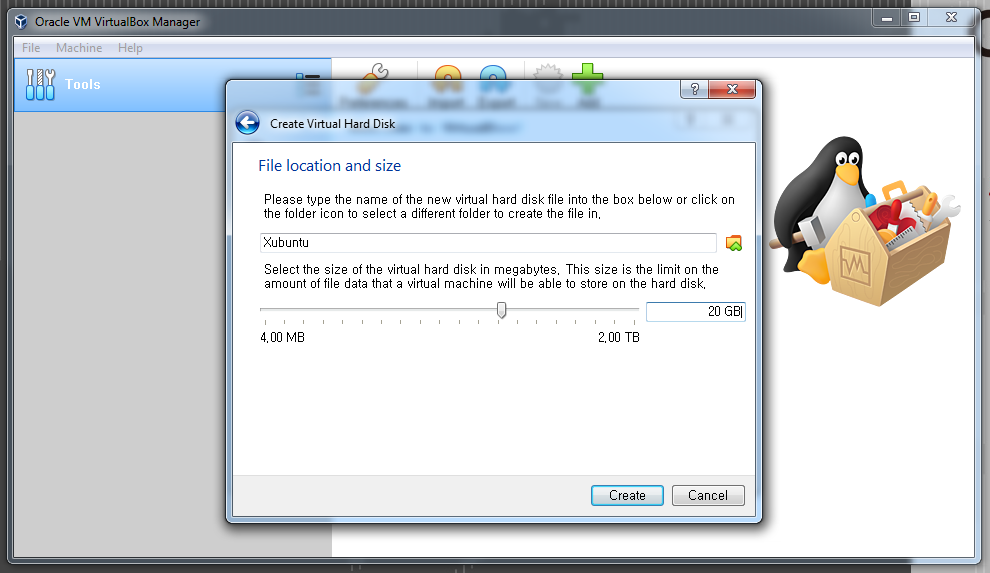 Oracle VM VirtualBox Manager
File Machine Help
Tools
Preferences Import Export New Add
Create Virtual Hard Disk
File location and size
Please type the name of the new virtual hard disk file into the box below or click on
the folder icon to select a different folder to create the file in.
Xubuntu
Select the size of the virtual hard disk in megabytes. This size is the limit on the
amount of file data that a virtual machine will be able to store on the hard disk.
20 GB
4.00 MB 2.00 TB
Create Cancel